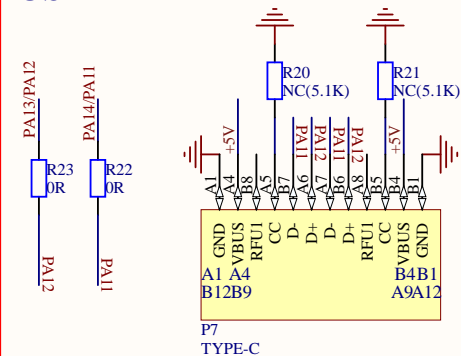 R20
NC(5.1K)
R21
NC(5.1K)
PA13/PA12
PA14/PA11
R23
0R
R22
0R
PA12
PA11
+5V
PA11
PA12
PA11
PA12
+5V
A1
A4
B8
A5
B7
A6
A7
B6
A8
B5
B4
B1
GND
VBUS
RFU1
CC
D-
D+
D-
D+
RFU1
CC
VBUS
GND
A1 A4
B4B1
B12B9
A9A12
P7
TYPE-C